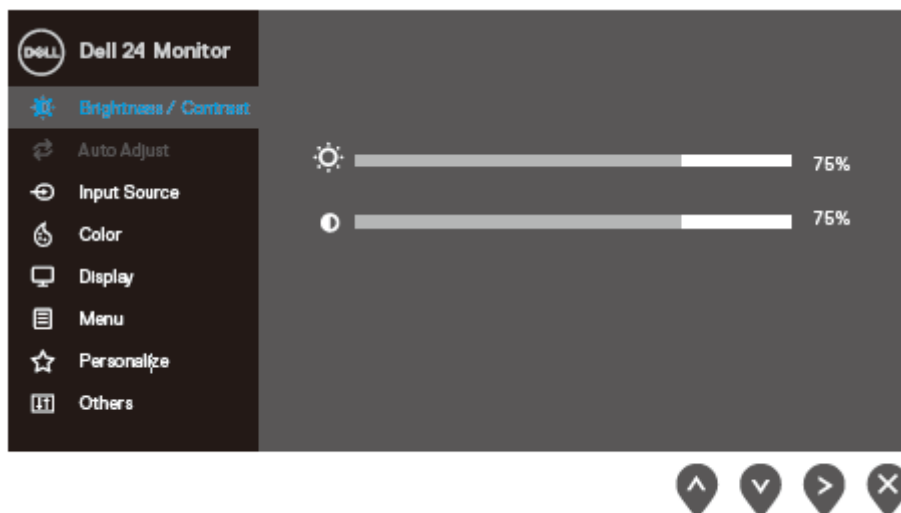 DELL
Dell 24 Monitor
Brightness / Contrast
Auto Adjust
75%
Input Source
75%
Color
Display
Menu
Personalize
Others